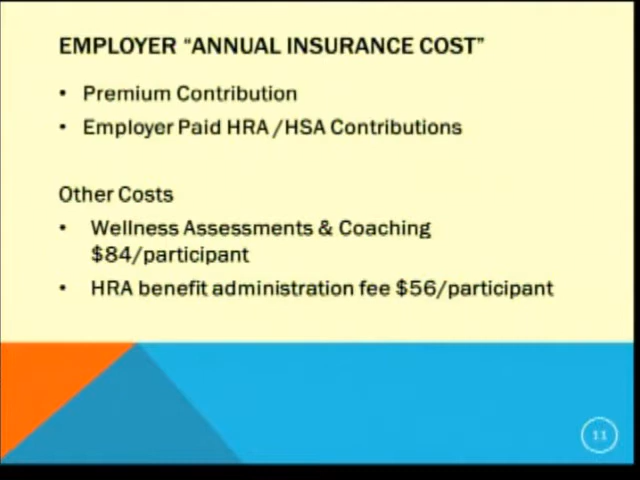 EMPLOYER “ANNUAL INSURANCE COST”
• Premium Contribution
• Employer Paid HRA /HSA Contributions
Other Costs
• Wellness Assessments & Coaching
$84/participant
• HRA benefit administration fee $56/participant
11